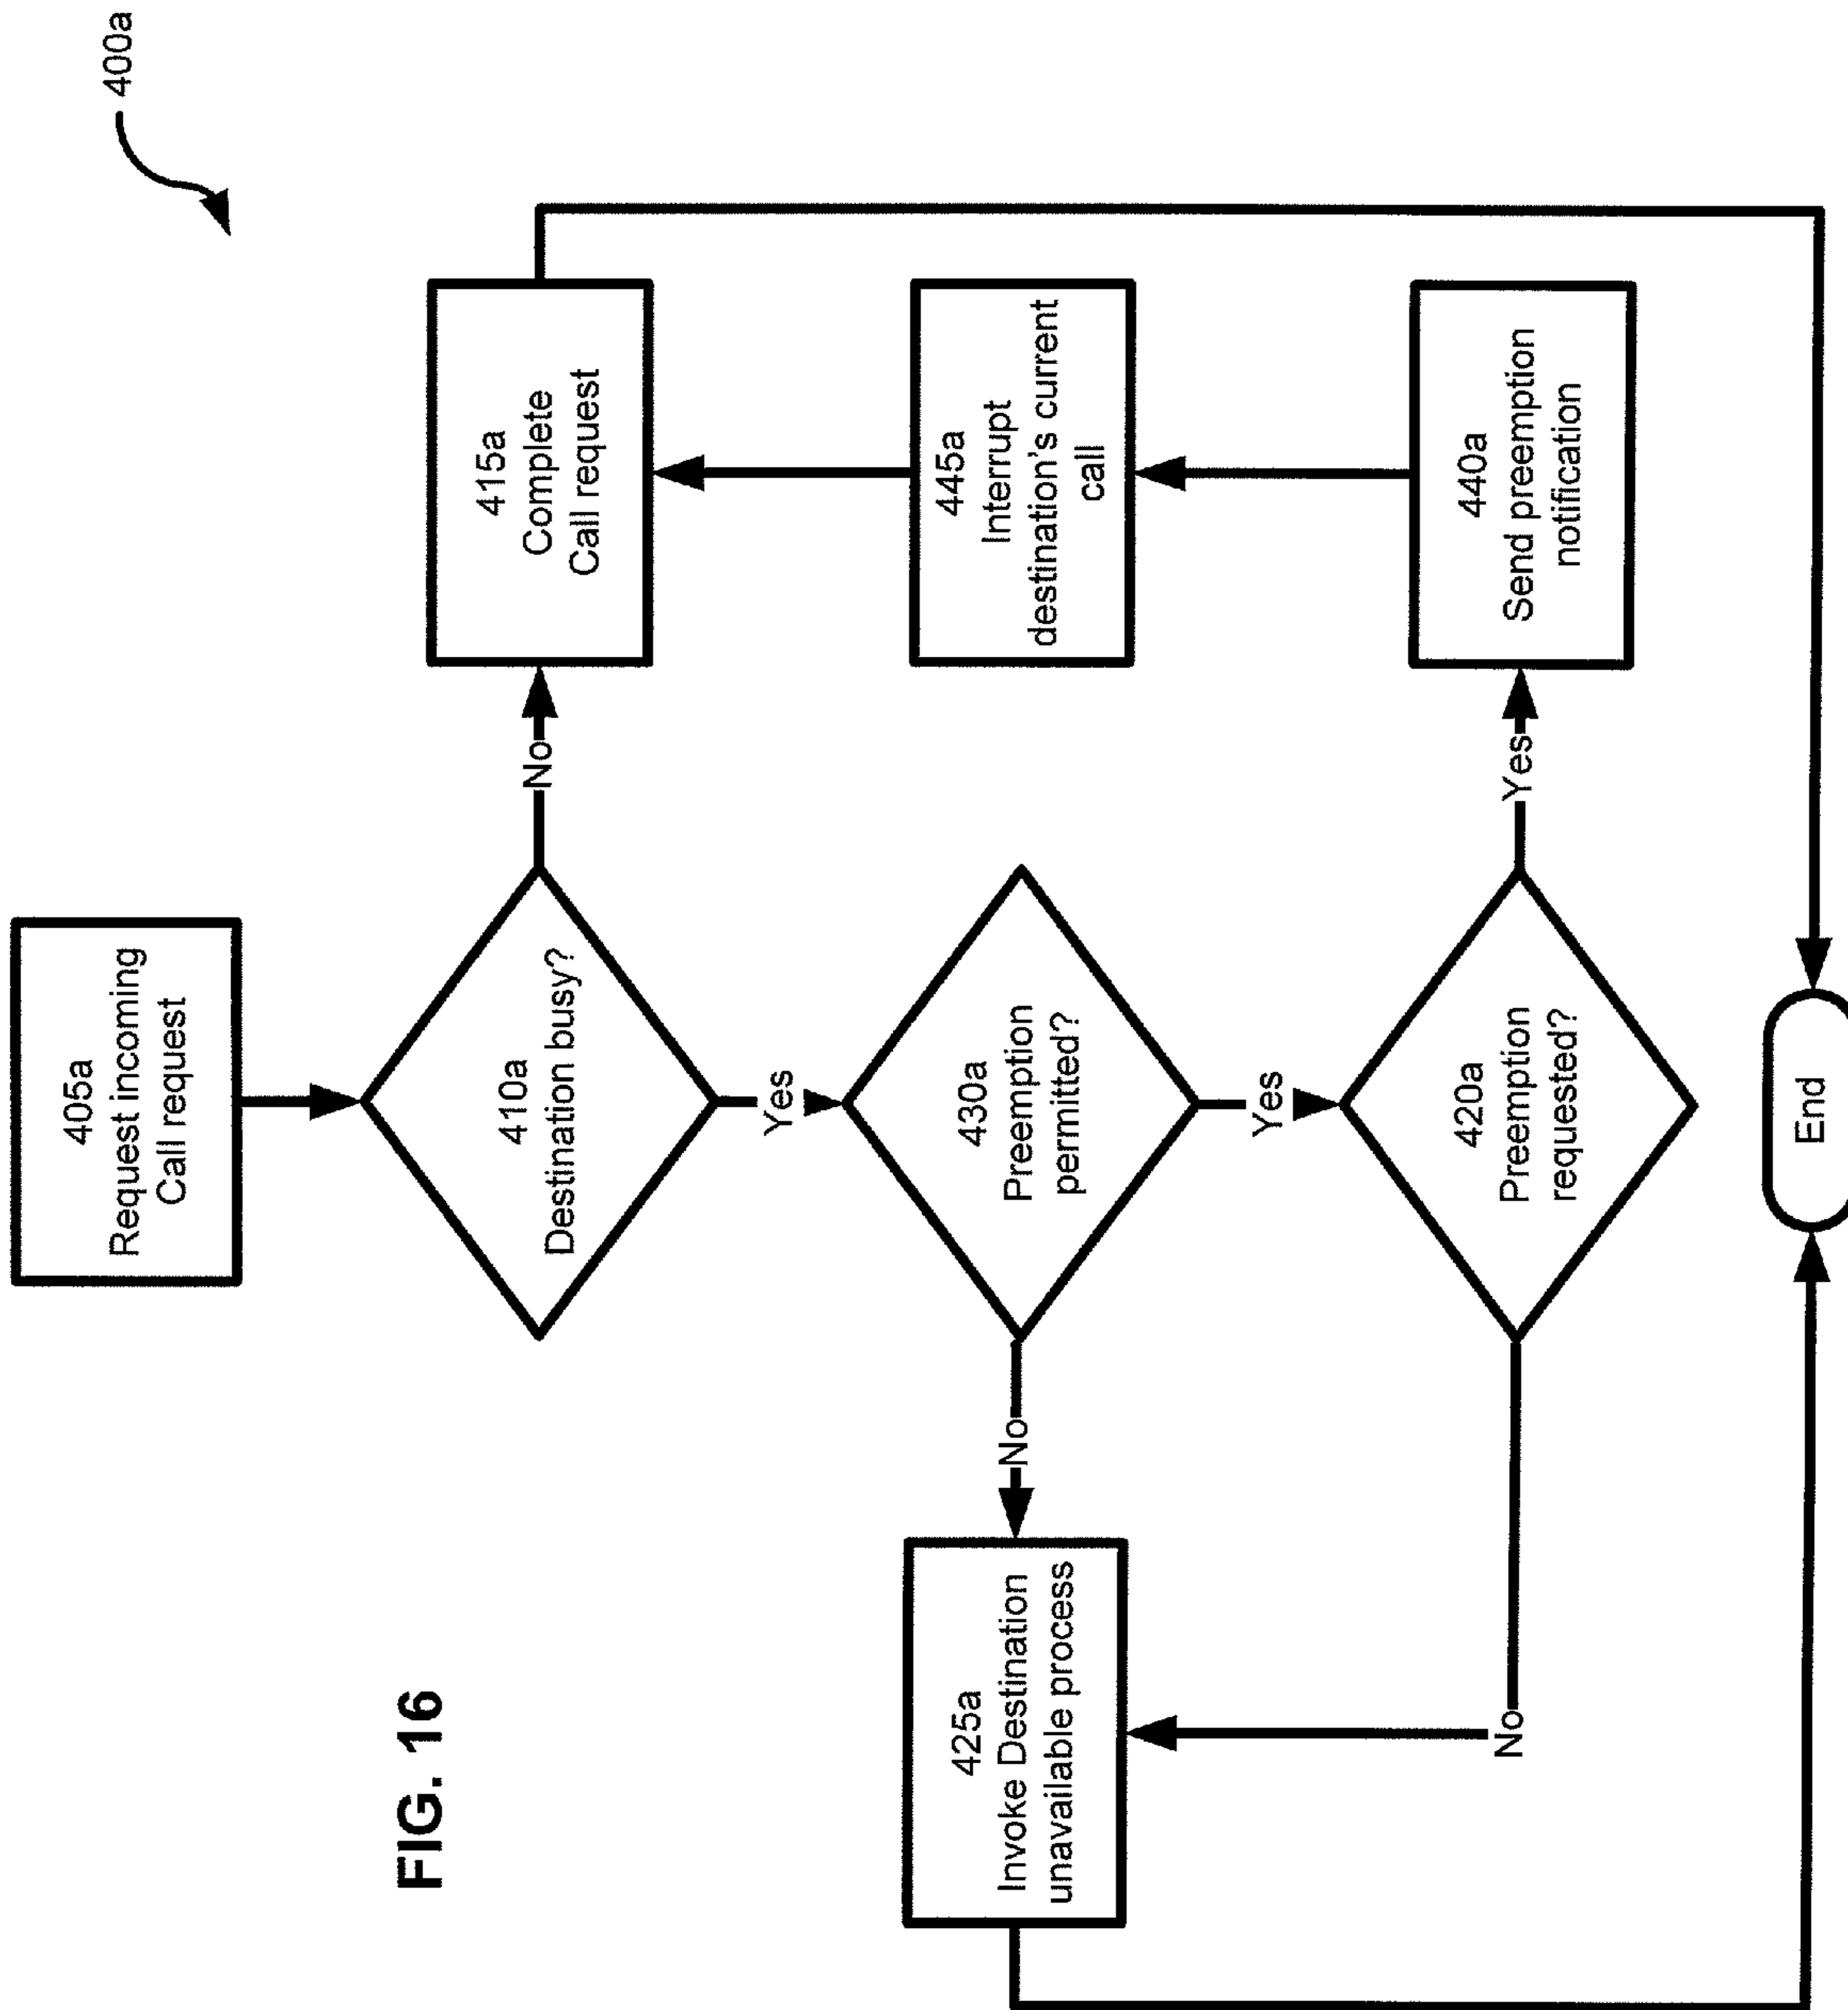 400a
405a
Request incoming
Call request
410a
Destination busy?
No
415a
Complete
Call request
Yes
430a
Preemption
permitted?
No
425a
Invoke Destination
unavailable process
445a
Interrupt
destination's current
call
Yes
420a
Preemption
requested?
Yes
440a
Send preemption
notification
No
End
FIG. 16